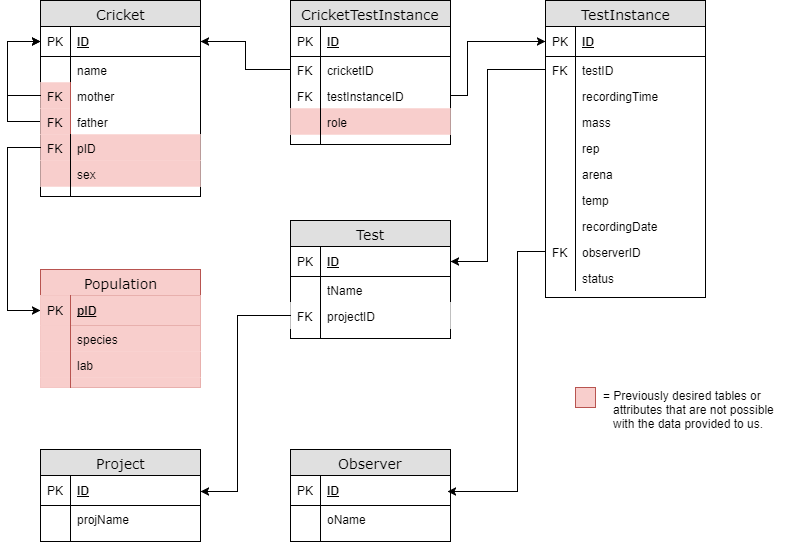 Cricket
PK ID
name
FK mother
FK father
FK pID
sex
CricketTestInstance
PK ID
FK cricketID
FK testInstanceID
role
TestInstance
PK ID
FK testID
recordingTime
mass
rep
arena
temp
recordingDate
FK observerID
status
Test
PK ID
tName
FK projectID
Population
PK pID
species
lab
= Previously desired tables or
attributes that are not possible
with the data provided to us.
Project
PK ID
projName
Observer
PK ID
oName